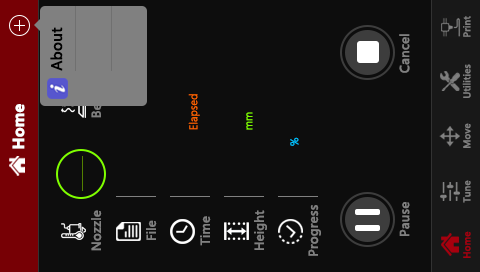 Home
About
Nozzle
Be
File
Time
Elapsed
Height
mm
Progress
%
Pause
Cancel
Home
Tune
Move
Utilities
Print